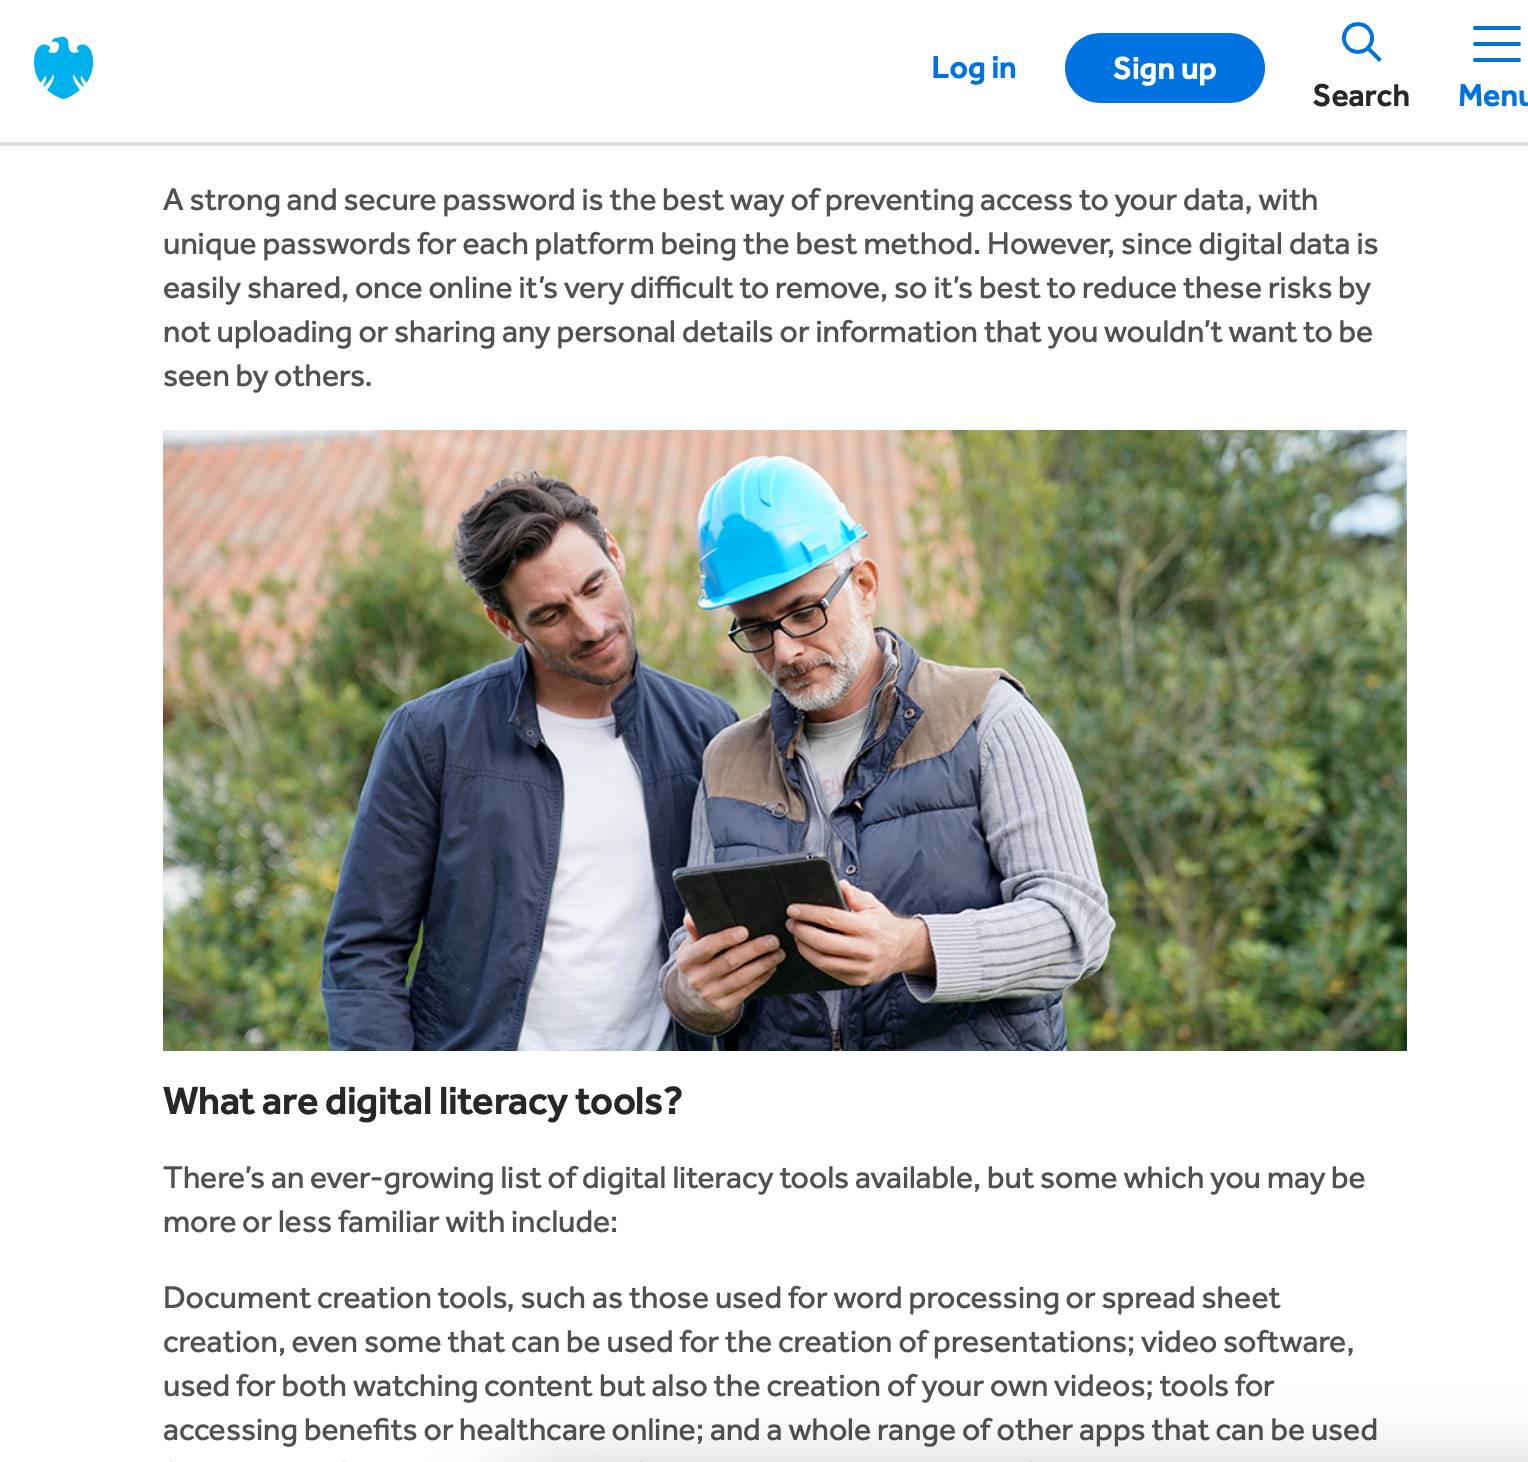 Log in
Sign up
Search
Menu
A strong and secure password is the best way of preventing access to your data, with
unique passwords for each platform being the best method. However, since digital data is
easily shared, once online it’s very difficult to remove, so it’s best to reduce these risks by
not uploading or sharing any personal details or information that you wouldn’t want to be
seen by others.
What are digital literacy tools?
There’s an ever-growing list of digital literacy tools available, but some which you may be
more or less familiar with include:
Document creation tools, such as those used for word processing or spread sheet
creation, even some that can be used for the creation of presentations; video software,
used for both watching content but also the creation of your own videos; tools for
accessing benefits or healthcare online; and a whole range of other apps that can be used